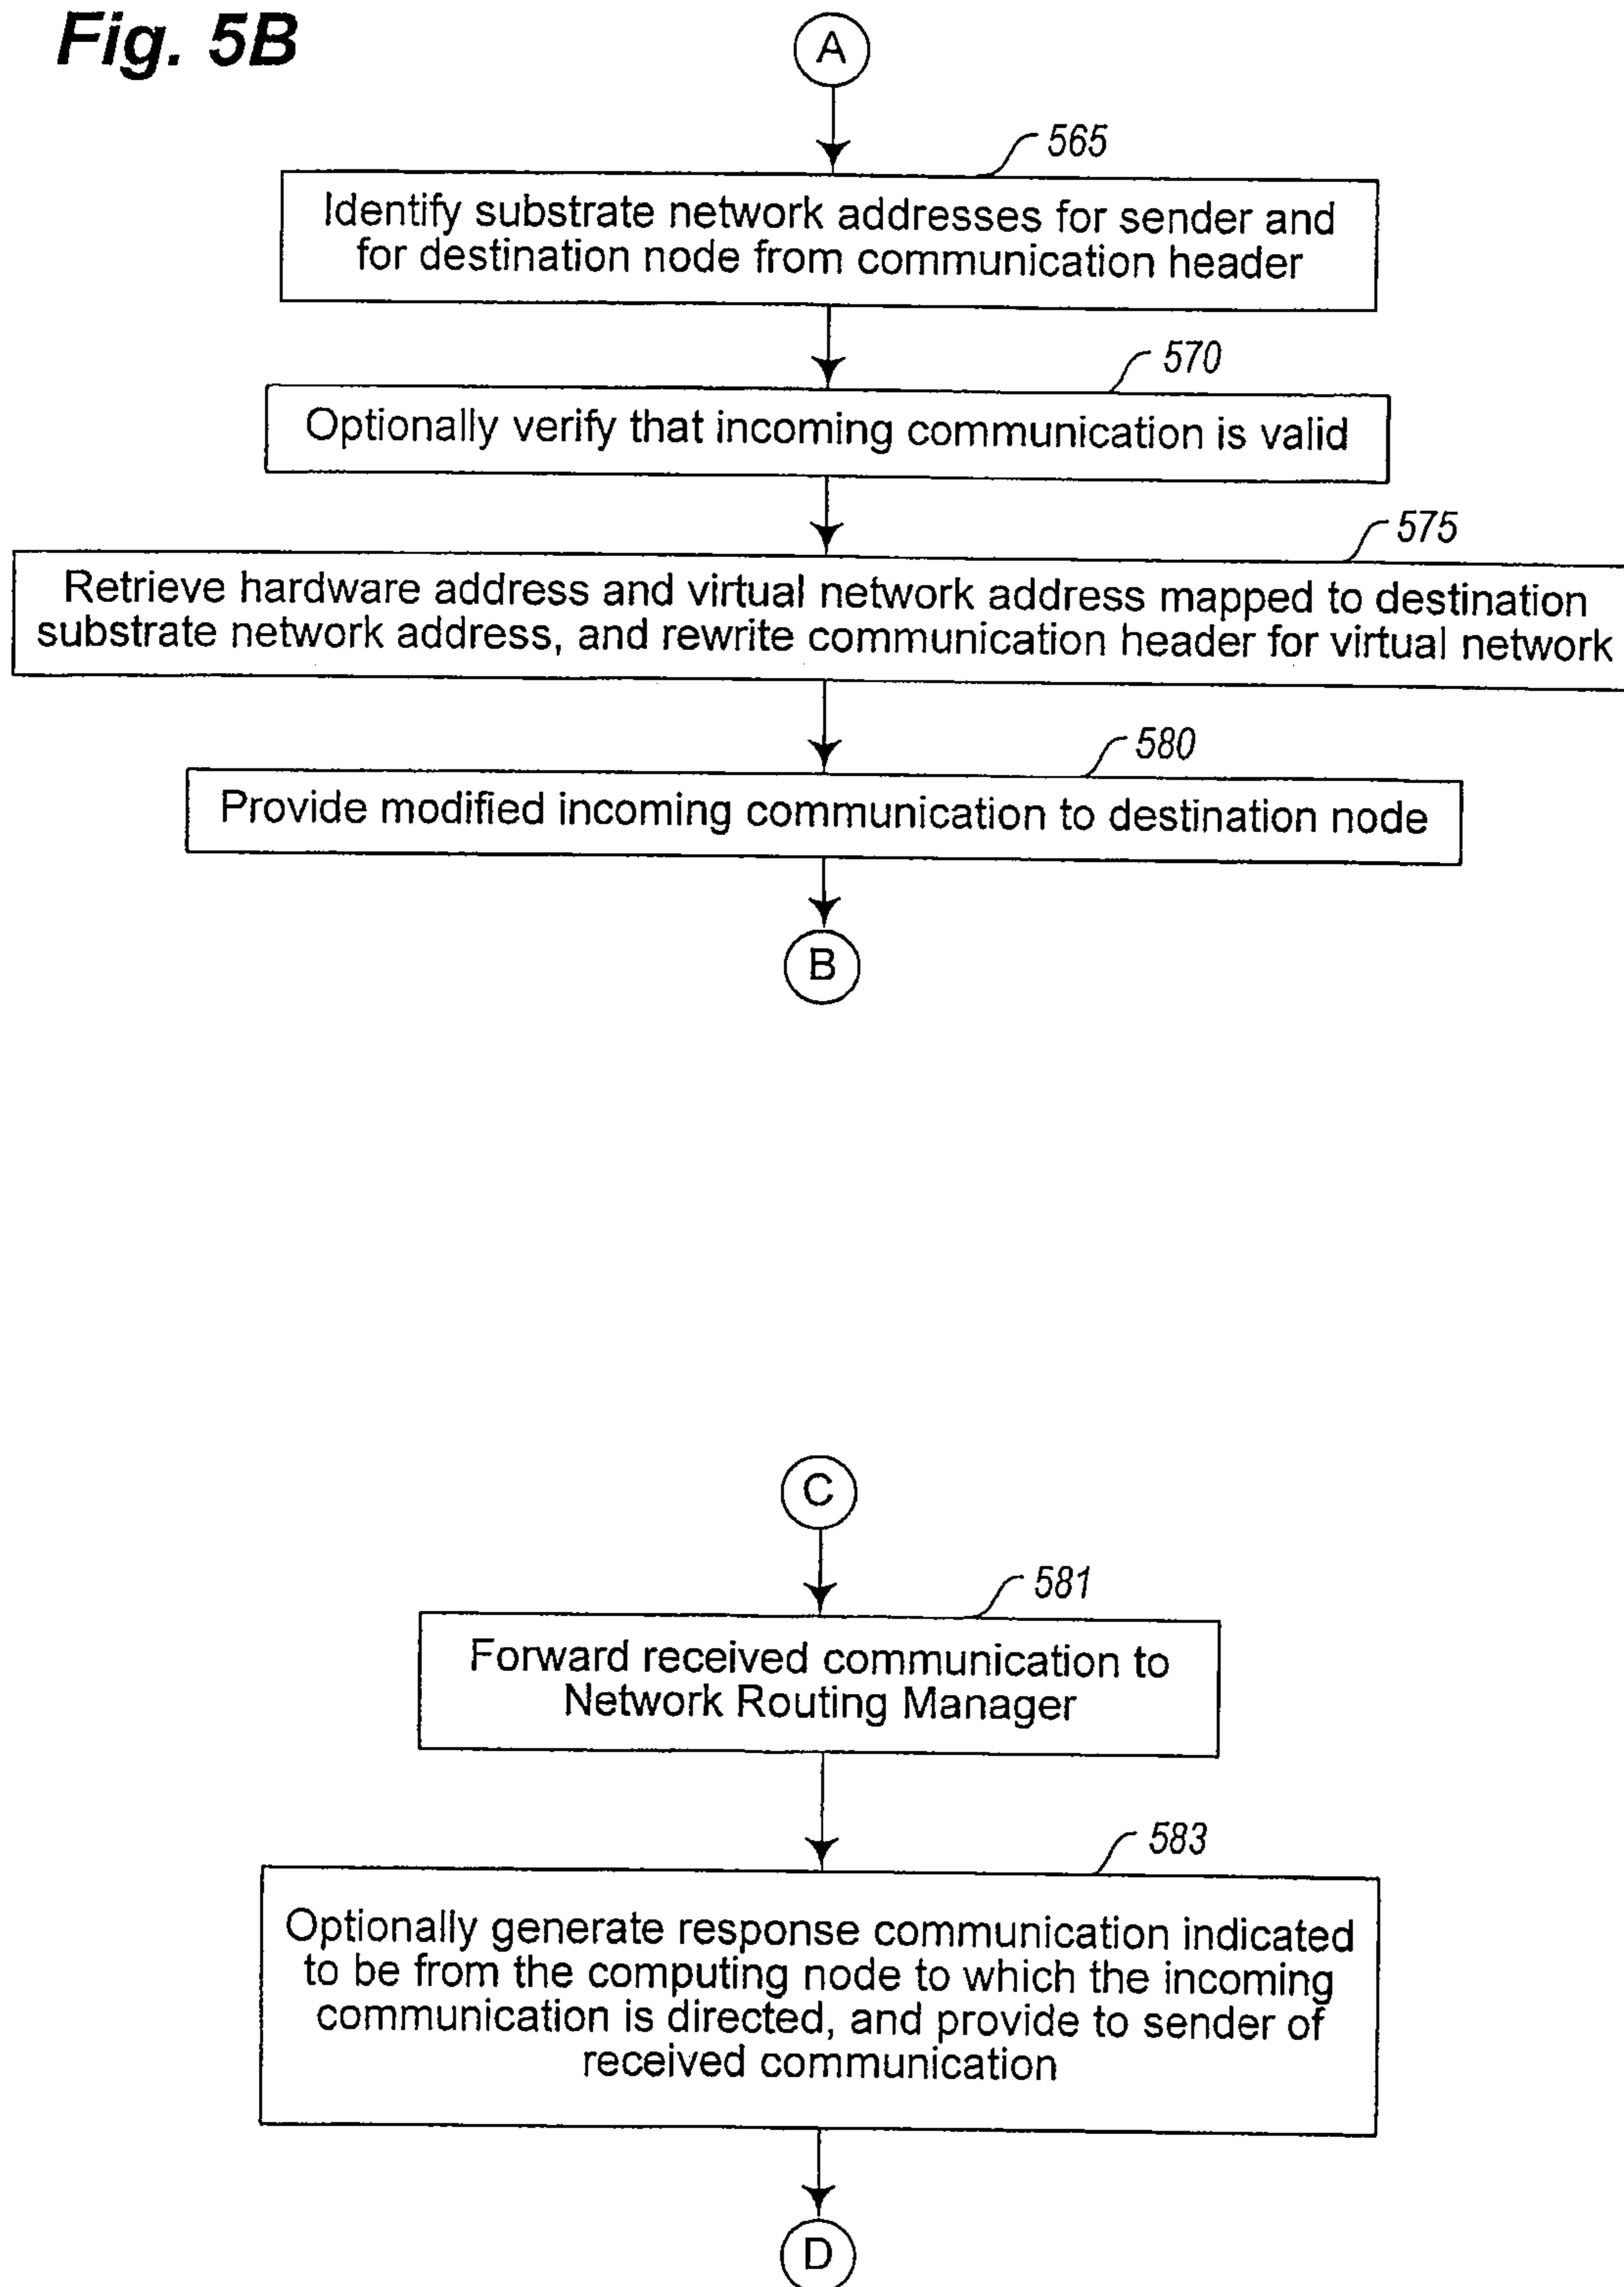 Fig. 5B
A
565
Identify substrate network addresses for sender and
for destination node from communication header
570
Optionally verify that incoming communication is valid
575
Retrieve hardware address and virtual network address mapped to destination
substrate network address, and rewrite communication header for virtual network
580
Provide modified incoming communication to destination node
B
C
581
Forward received communication to
Network Routing Manager
583
Optionally generate response communication indicated
to be from the computing node to which the incoming
communication is directed, and provide to sender of
received communication
D